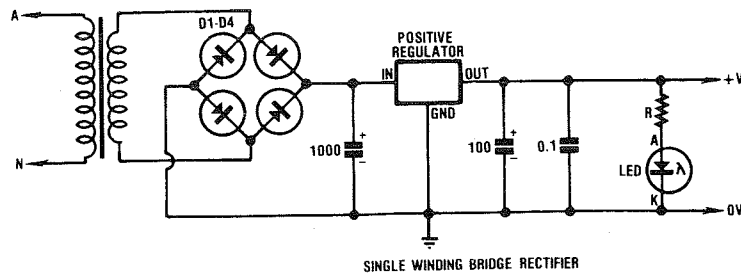 A
D1-D4
POSITIVE
REGULATOR
IN
OUT
+V
GND
R
+
1000
−
+
100
−
0.1
A
LED
λ
K
N
0V
SINGLE WINDING BRIDGE RECTIFIER